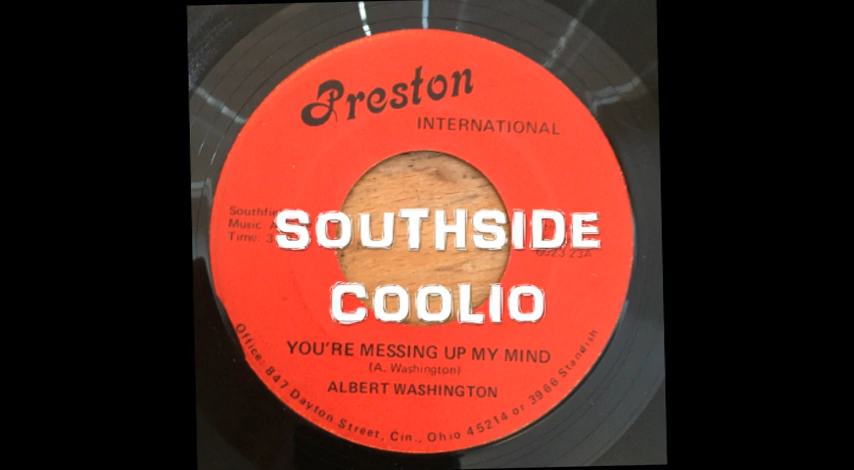 Preston
INTERNATIONAL
Music
SOUTHSIDE
COOLIO
YOU'RE MESSING UP MY MIND
(A. Washington)
ALBERT WASHINGTON
Office: 847 Dayton Street, Cin., Ohio 45214 or 3966 Standish